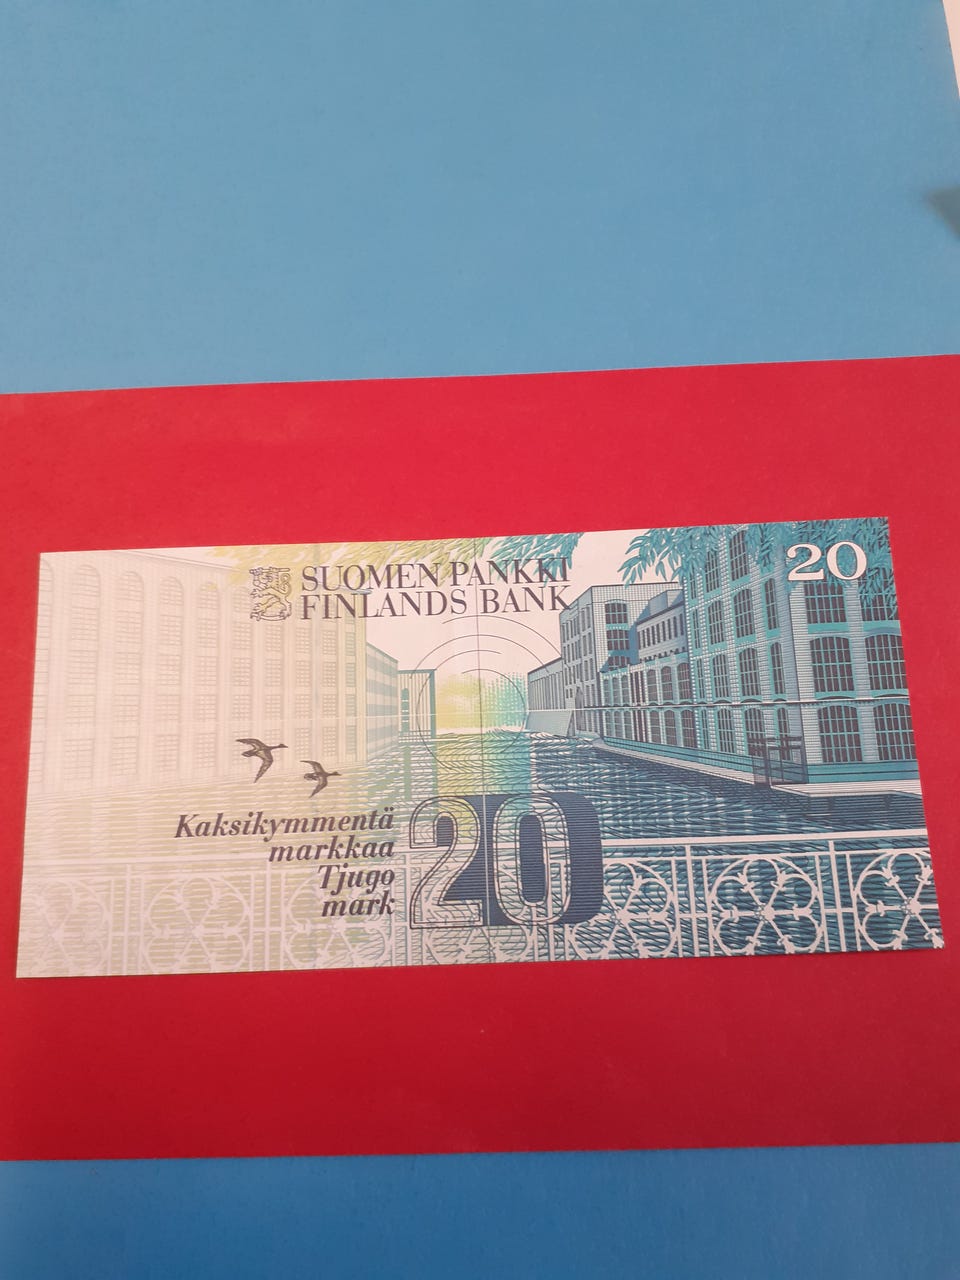 SUOMEN PANKKI
FINLANDS BANK
20
Kaksikymmentä
markkaa
Tjugo
mark
20